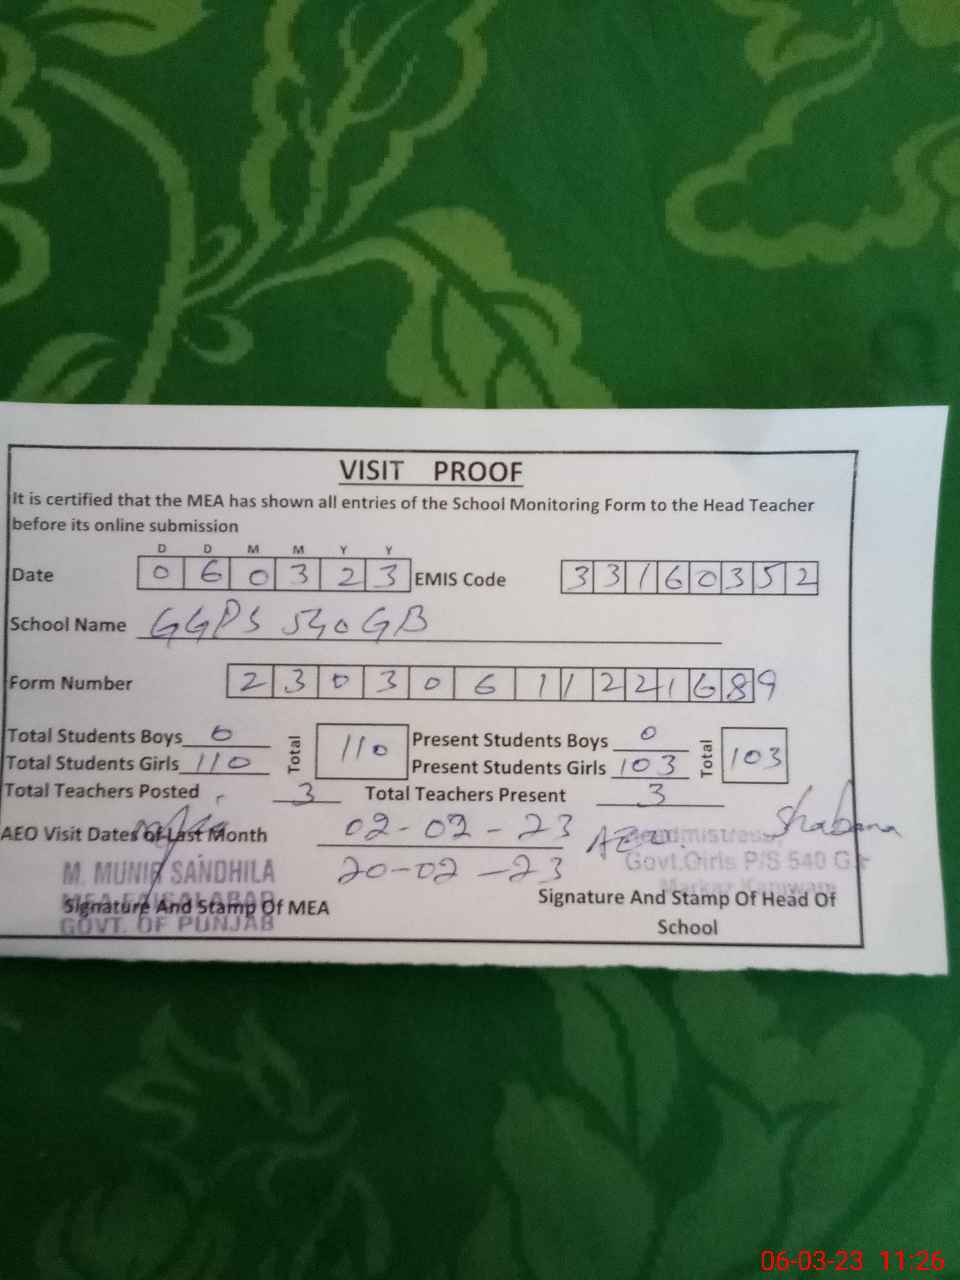 VISIT PROOF
It is certified that the MEA has shown all entries of the School Monitoring Form to the Head Teacher
before its online submission
D D M M Y Y
Date 0 6 0 3 2 3 EMIS Code 3 3 1 6 0 3 5 2
School Name GGPS 540 GB
Form Number 2 3 0 3 0 6 1 1 2 2 1 6 8 9
Total Students Boys 0 Total 110 Present Students Boys 0 Total 103
Total Students Girls 110 Present Students Girls 103
Total Teachers Posted 3 Total Teachers Present 3
AEO Visit Dates of Last Month 02-02-23 AEO Headmistress Shabana
20-02-23 Govt.Girls P/S 540 G
M. MUNIR SANDHILA
MEA FAISALABAD
GOVT. OF PUNJAB
Signature And Stamp Of MEA
Signature And Stamp Of Head Of
School
06-03-23 11:26